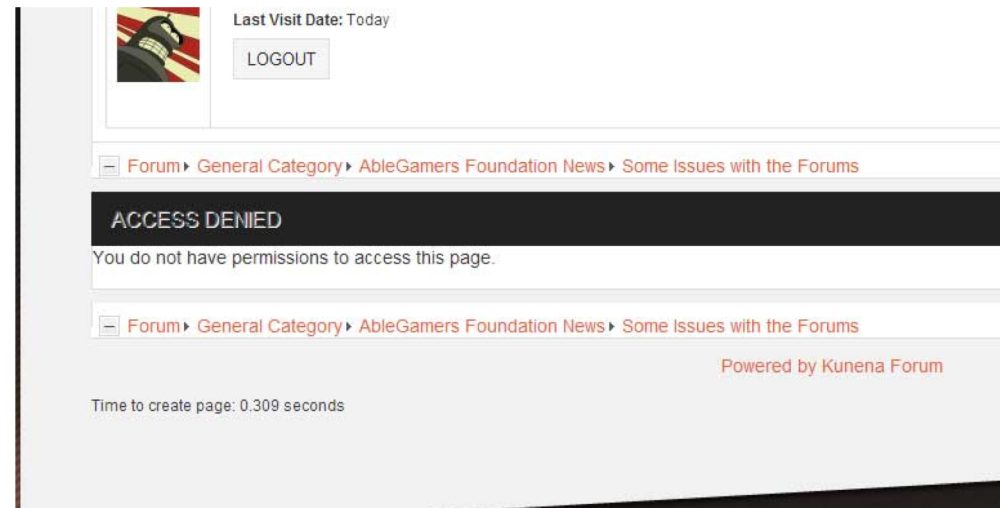 Last Visit Date: Today
LOGOUT
Forum General Category AbleGamers Foundation News Some Issues with the Forums
ACCESS DENIED
You do not have permissions to access this page.
Forum General Category AbleGamers Foundation News Some Issues with the Forums
Powered by Kunena Forum
Time to create page: 0.309 seconds